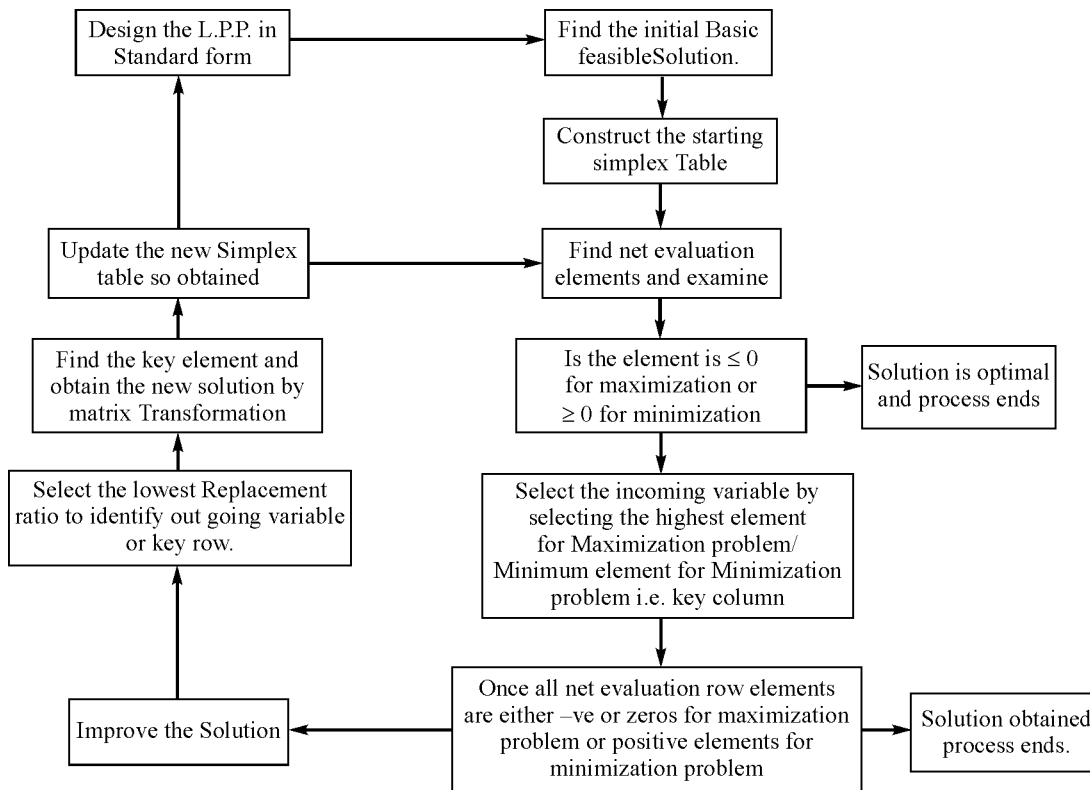 Design the L.P.P. in
Standard form
Find the initial Basic
feasibleSolution.
Construct the starting
simplex Table
Update the new Simplex
table so obtained
Find net evaluation
elements and examine
Find the key element and
obtain the new solution by
matrix Transformation
Is the element is ≤ 0
for maximization or
≥ 0 for minimization
Solution is optimal
and process ends
Select the lowest Replacement
ratio to identify out going variable
or key row.
Select the incoming variable by
selecting the highest element
for Maximization problem/
Minimum element for Minimization
problem i.e. key column
Improve the Solution
Once all net evaluation row elements
are either –ve or zeros for maximization
problem or positive elements for
minimization problem
Solution obtained
process ends.